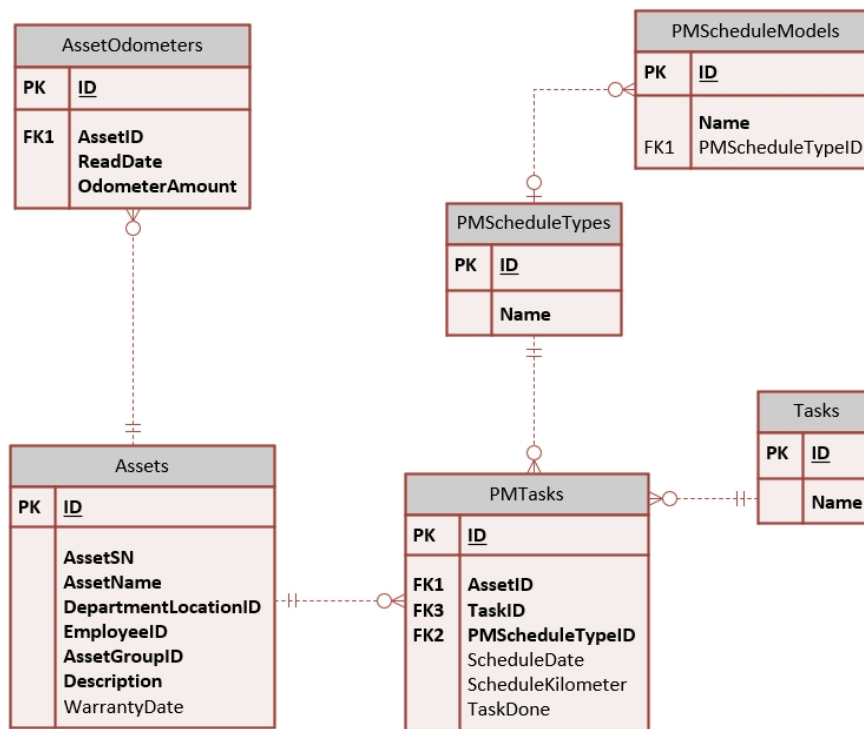 AssetOdometers
PK ID
FK1 AssetID
ReadDate
OdometerAmount
PMScheduleModels
PK ID
Name
FK1 PMScheduleTypeID
PMScheduleTypes
PK ID
Name
Tasks
PK ID
Name
Assets
PK ID
AssetSN
AssetName
DepartmentLocationID
EmployeeID
AssetGroupID
Description
WarrantyDate
PMTasks
PK ID
FK1 AssetID
FK3 TaskID
FK2 PMScheduleTypeID
ScheduleDate
ScheduleKilometer
TaskDone